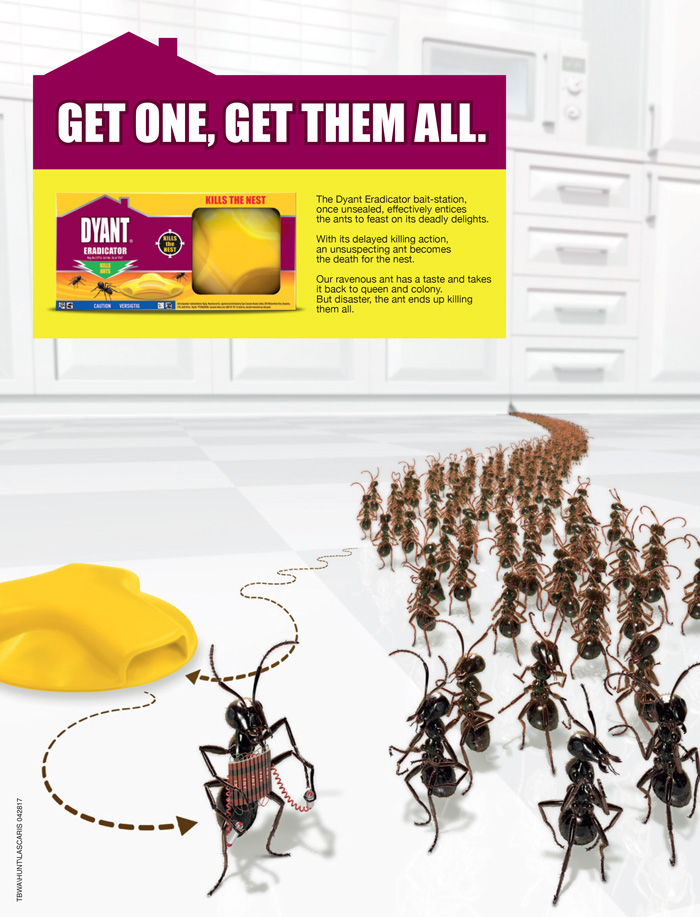 GET ONE, GET THEM ALL.
KILLS THE NEST
DYANT
ERADICATOR
KILLS
the
NEST
KILLS
ANTS
CAUTION VERSIGTIG
The Dyant Eradicator bait-station,
once unsealed, effectively entices
the ants to feast on its deadly delights.
With its delayed killing action,
an unsuspecting ant becomes
the death for the nest.
Our ravenous ant has a taste and takes
it back to queen and colony.
But disaster, the ant ends up killing
them all.
TBWA\HUNT\LASCARIS 042817